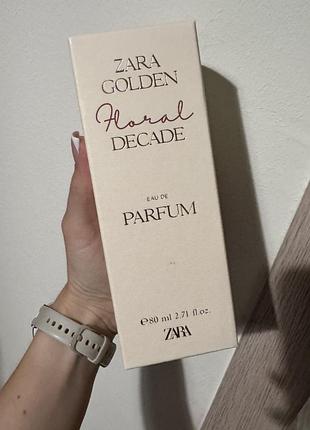 ZARA
GOLDEN
Floral
DECADE
EAU DE
PARFUM
℮80 ml 2.71 fl.oz.
ZARA